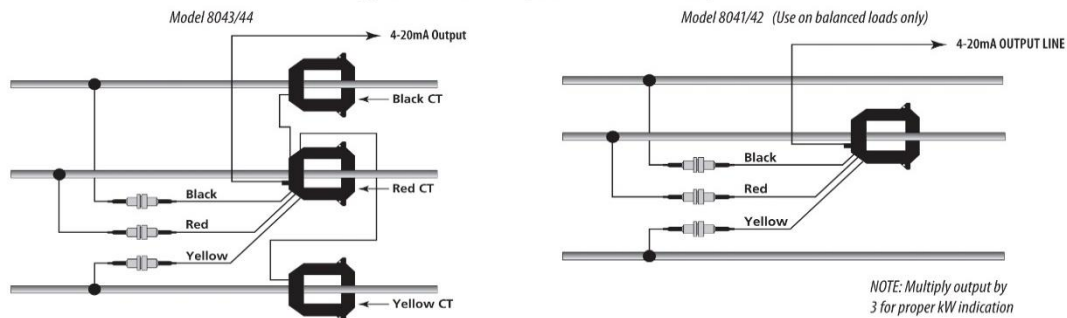 Model 8043/44
4-20mA Output
Black CT
Red CT
Black
Red
Yellow
Yellow CT
Model 8041/42 (Use on balanced loads only)
4-20mA OUTPUT LINE
Black
Red
Yellow
NOTE: Multiply output by
3 for proper kW indication